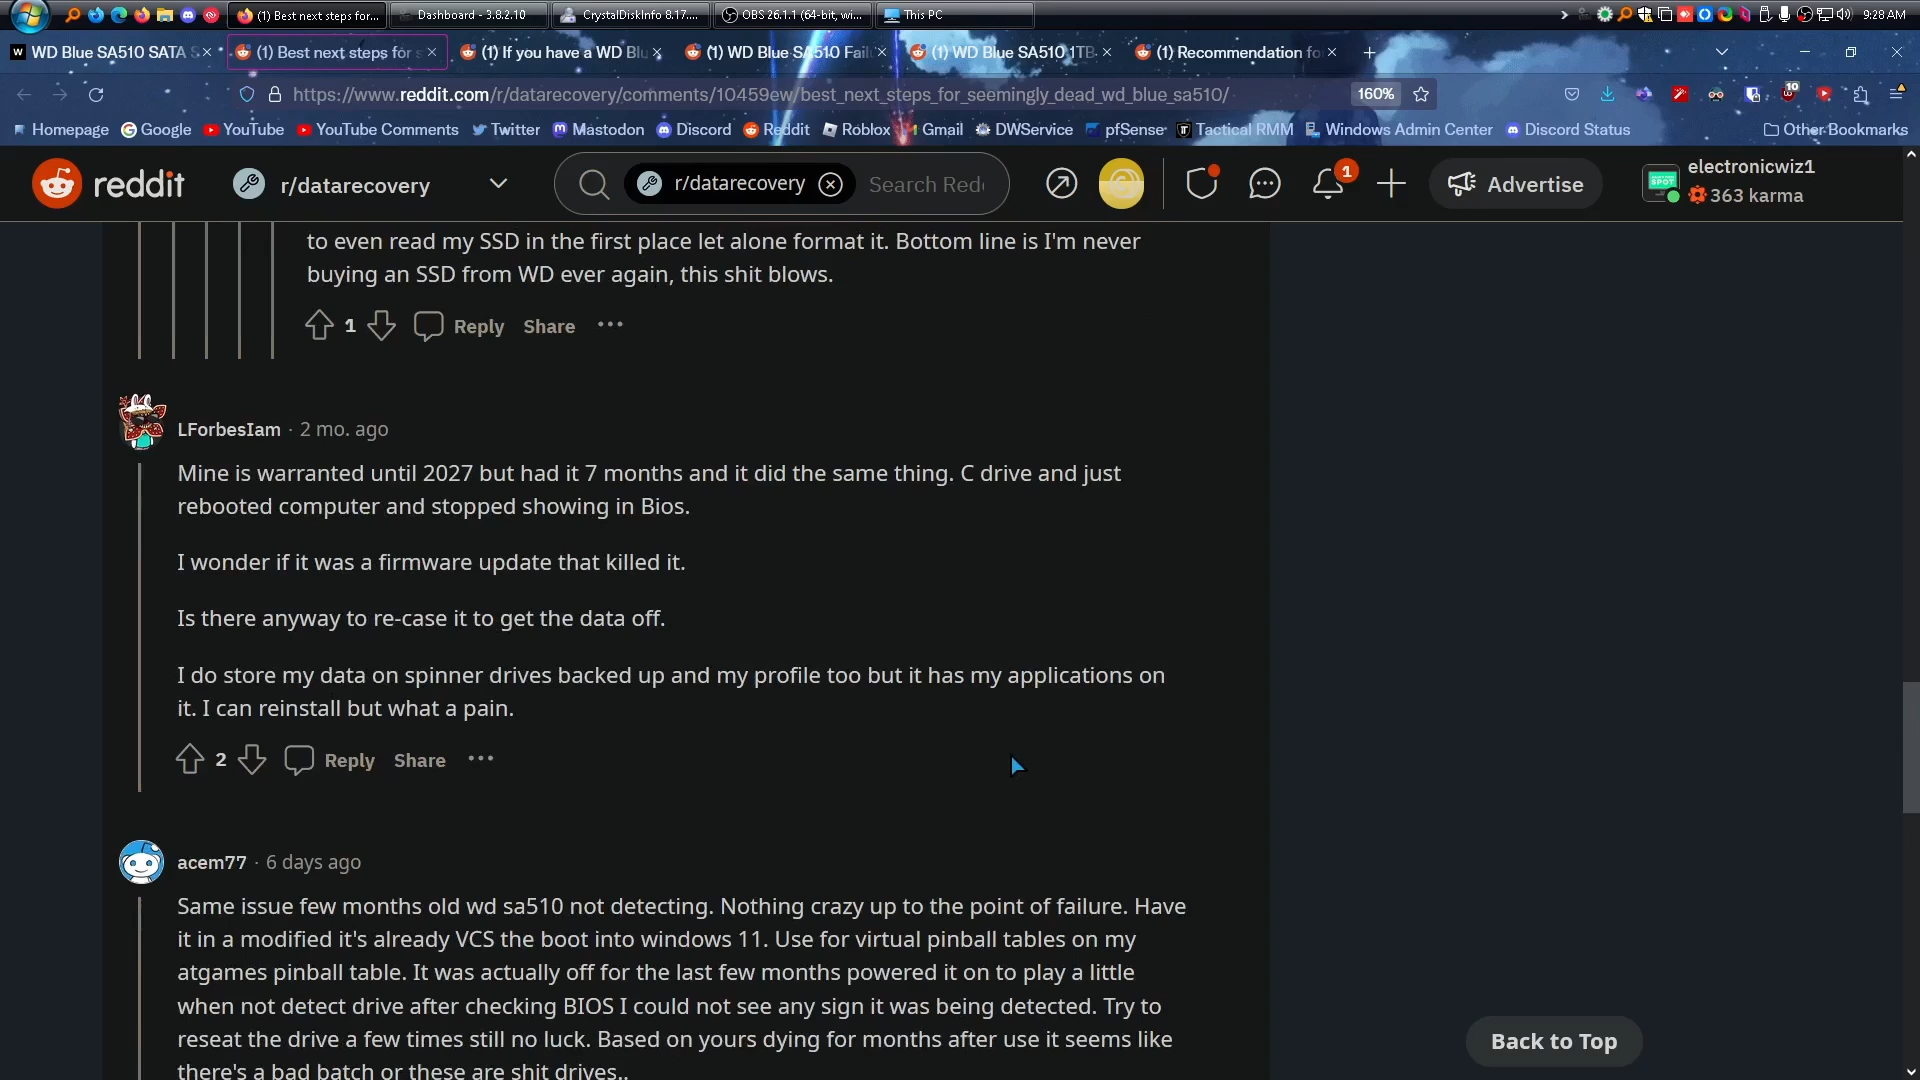 (1) Best next steps for...
Dashboard - 3.8.2.10
CrystalDiskInfo 8.17....
OBS 26.1.1 (64-bit, wi...
This PC
9:28 AM
WD Blue SA510 SATA S
(1) Best next steps for s
(1) If you have a WD Blu
(1) WD Blue SA510 Fail
(1) WD Blue SA510 1TB
(1) Recommendation fo
https://www.reddit.com/r/datarecovery/comments/10459ew/best_next_steps_for_seemingly_dead_wd_blue_sa510/
160%
10
Homepage
Google
YouTube
YouTube Comments
Twitter
Mastodon
Discord
Reddit
Roblox
Gmail
DWService
pfSense
Tactical RMM
Windows Admin Center
Discord Status
Other Bookmarks
reddit
r/datarecovery
r/datarecovery
Search Red
1
Advertise
electronicwiz1
363 karma
to even read my SSD in the first place let alone format it. Bottom line is I'm never
buying an SSD from WD ever again, this shit blows.
1
Reply
Share
LForbesIam · 2 mo. ago
Mine is warranted until 2027 but had it 7 months and it did the same thing. C drive and just
rebooted computer and stopped showing in Bios.
I wonder if it was a firmware update that killed it.
Is there anyway to re-case it to get the data off.
I do store my data on spinner drives backed up and my profile too but it has my applications on
it. I can reinstall but what a pain.
2
Reply
Share
acem77 · 6 days ago
Same issue few months old wd sa510 not detecting. Nothing crazy up to the point of failure. Have
it in a modified it's already VCS the boot into windows 11. Use for virtual pinball tables on my
atgames pinball table. It was actually off for the last few months powered it on to play a little
when not detect drive after checking BIOS I could not see any sign it was being detected. Try to
reseat the drive a few times still no luck. Based on yours dying for months after use it seems like
there's a bad batch or these are shit drives..
Back to Top